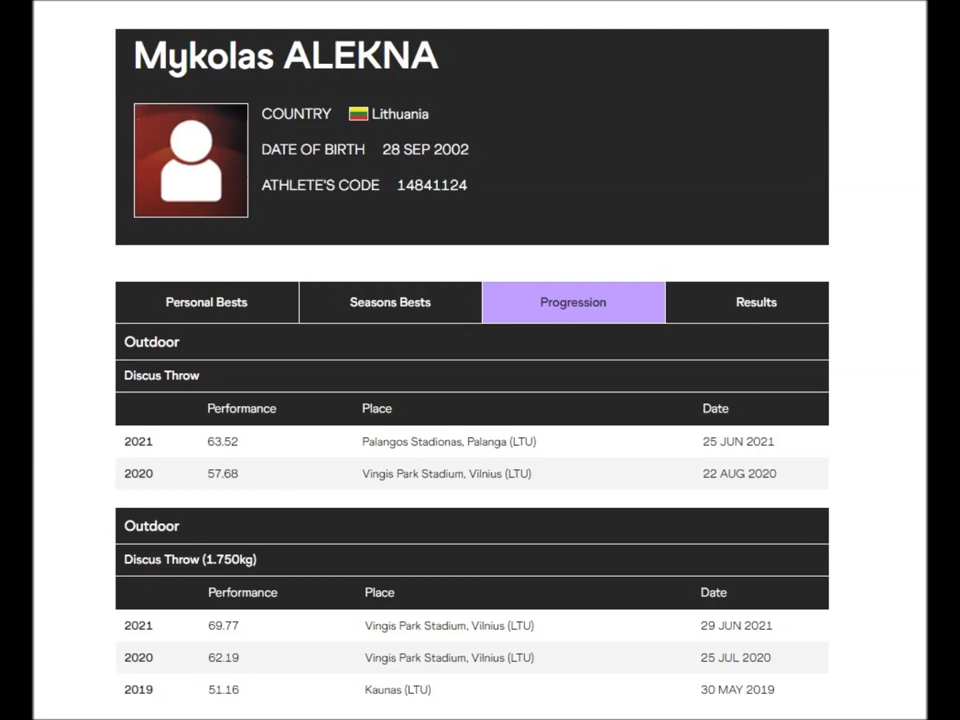 Mykolas ALEKNA
COUNTRY Lithuania
DATE OF BIRTH 28 SEP 2002
ATHLETE'S CODE 14841124
Personal Bests Seasons Bests Progression Results
Outdoor
Discus Throw
Performance Place Date
2021 63.52 Palangos Stadionas, Palanga (LTU) 25 JUN 2021
2020 57.68 Vingis Park Stadium, Vilnius (LTU) 22 AUG 2020
Outdoor
Discus Throw (1.750kg)
Performance Place Date
2021 69.77 Vingis Park Stadium, Vilnius (LTU) 29 JUN 2021
2020 62.19 Vingis Park Stadium, Vilnius (LTU) 25 JUL 2020
2019 51.16 Kaunas (LTU) 30 MAY 2019